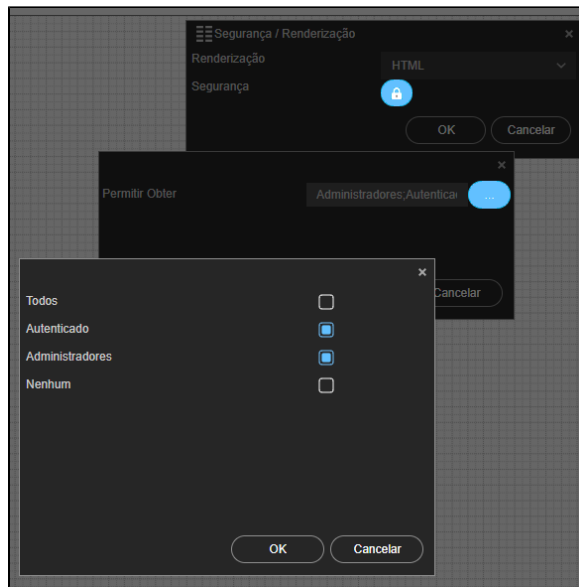 Segurança / Renderização ×
Renderização HTML
Segurança
OK Cancelar
×
Permitir Obter Administradores;Autentica ...
Cancelar
×
Todos
Autenticado
Administradores
Nenhum
OK Cancelar